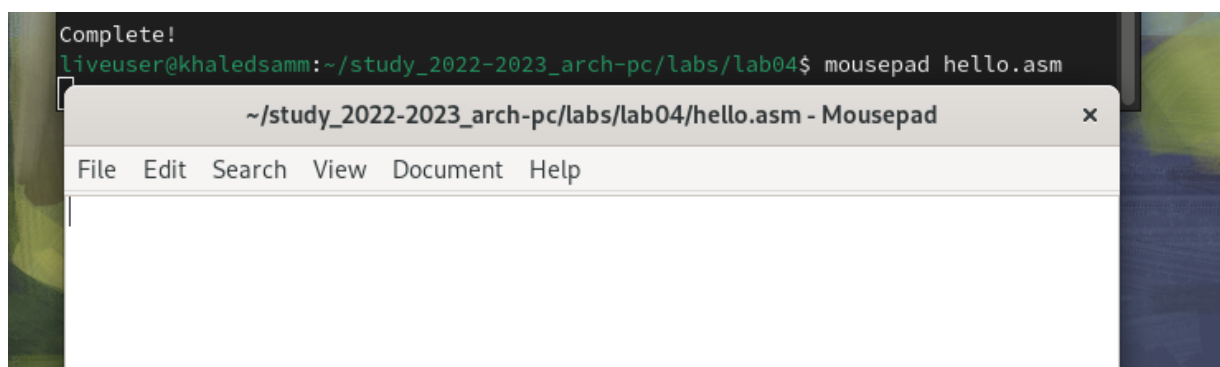 Complete!
liveuser@khaledsamm:~/study_2022-2023_arch-pc/labs/lab04$ mousepad hello.asm
~/study_2022-2023_arch-pc/labs/lab04/hello.asm - Mousepad ×
File Edit Search View Document Help